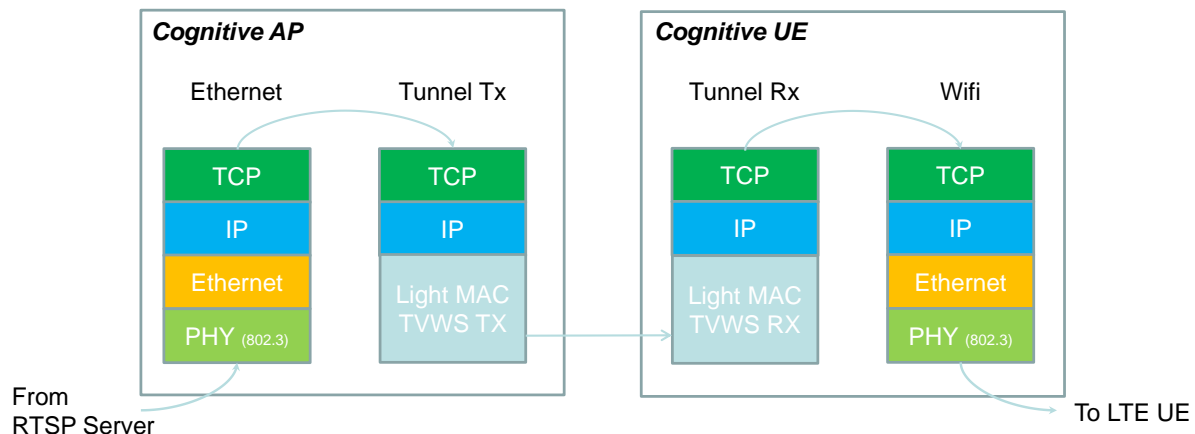 Cognitive AP
Ethernet
Tunnel Tx
TCP
IP
Ethernet
PHY (802.3)
TCP
IP
Light MAC
TVWS TX
From
RTSP Server
Cognitive UE
Tunnel Rx
Wifi
TCP
IP
Light MAC
TVWS RX
TCP
IP
Ethernet
PHY (802.3)
To LTE UE